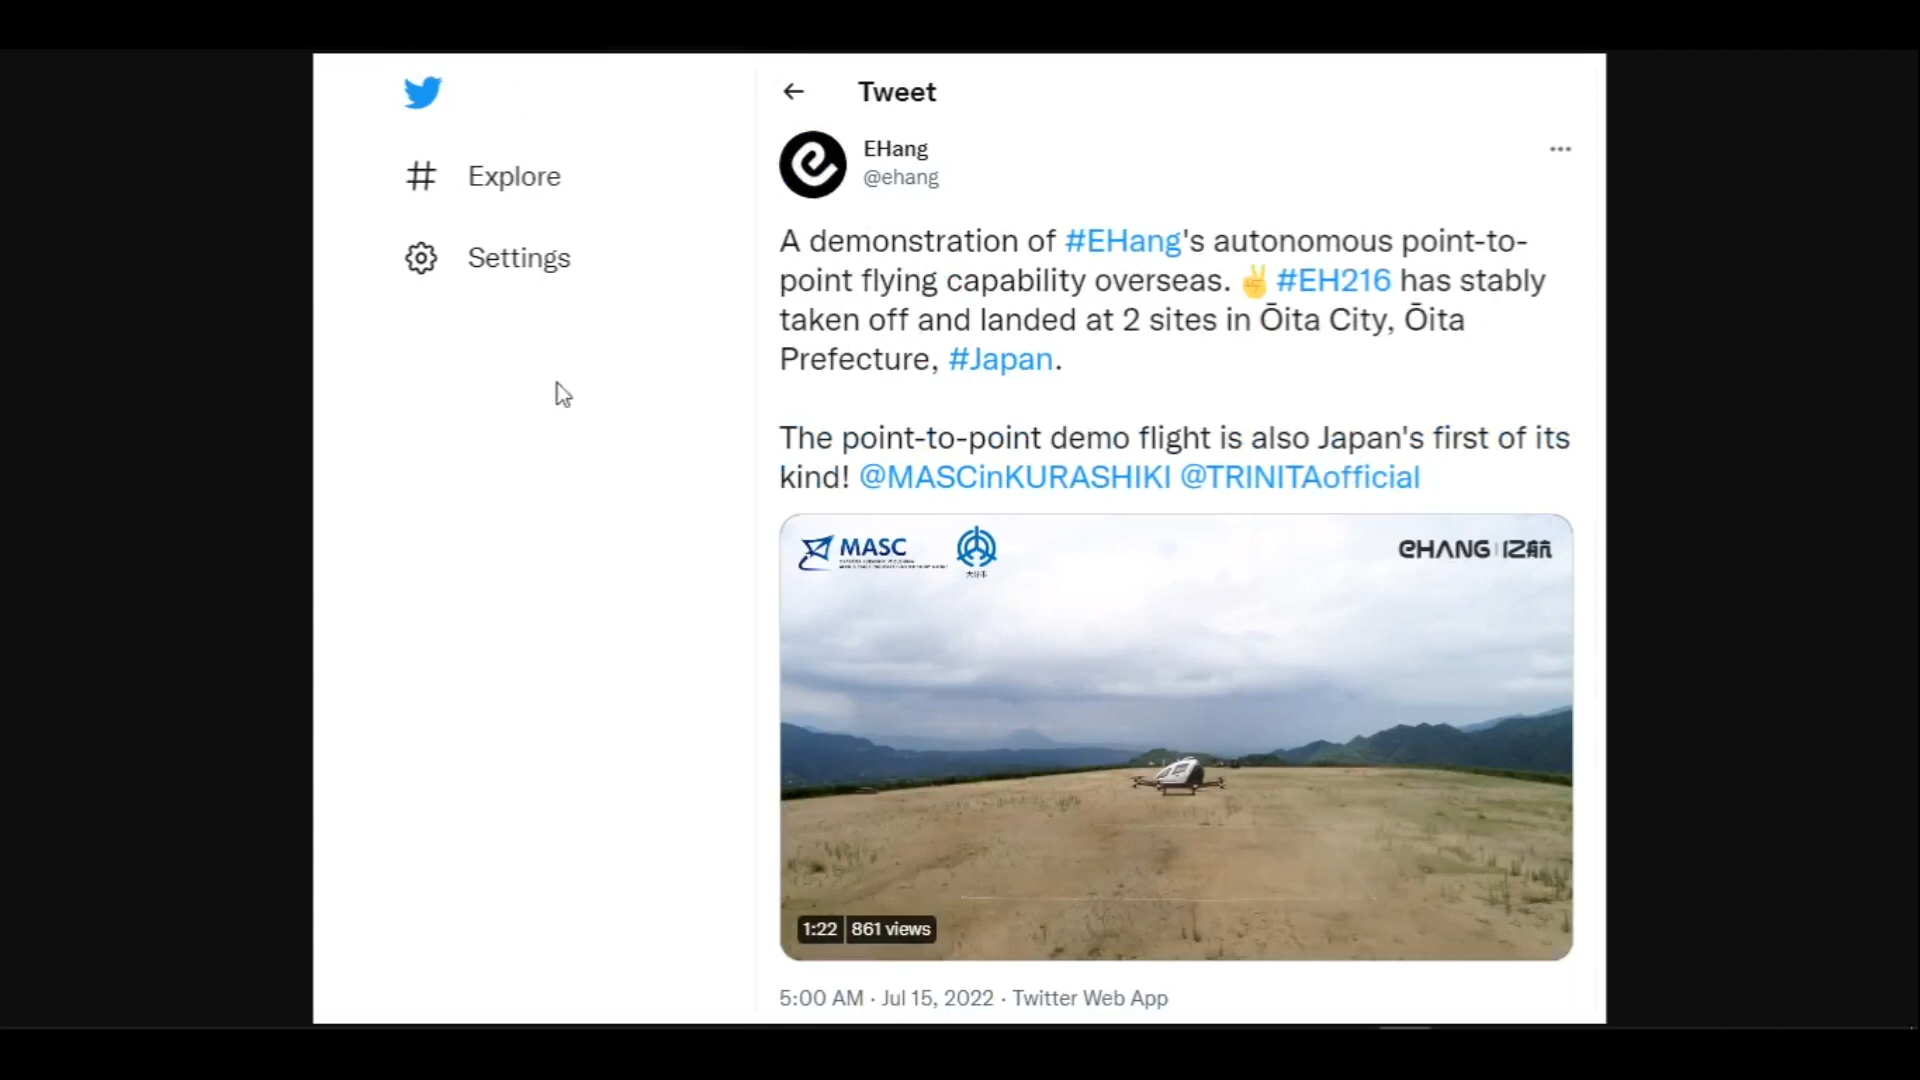 Tweet
Explore
Settings
EHang
@ehang
A demonstration of #EHang's autonomous point-to-
point flying capability overseas. ✌ #EH216 has stably
taken off and landed at 2 sites in Ōita City, Ōita
Prefecture, #Japan.
The point-to-point demo flight is also Japan's first of its
kind! @MASCinKURASHIKI @TRINITAofficial
MASC
大分市
EHANG 亿航
1:22 861 views
5:00 AM · Jul 15, 2022 · Twitter Web App